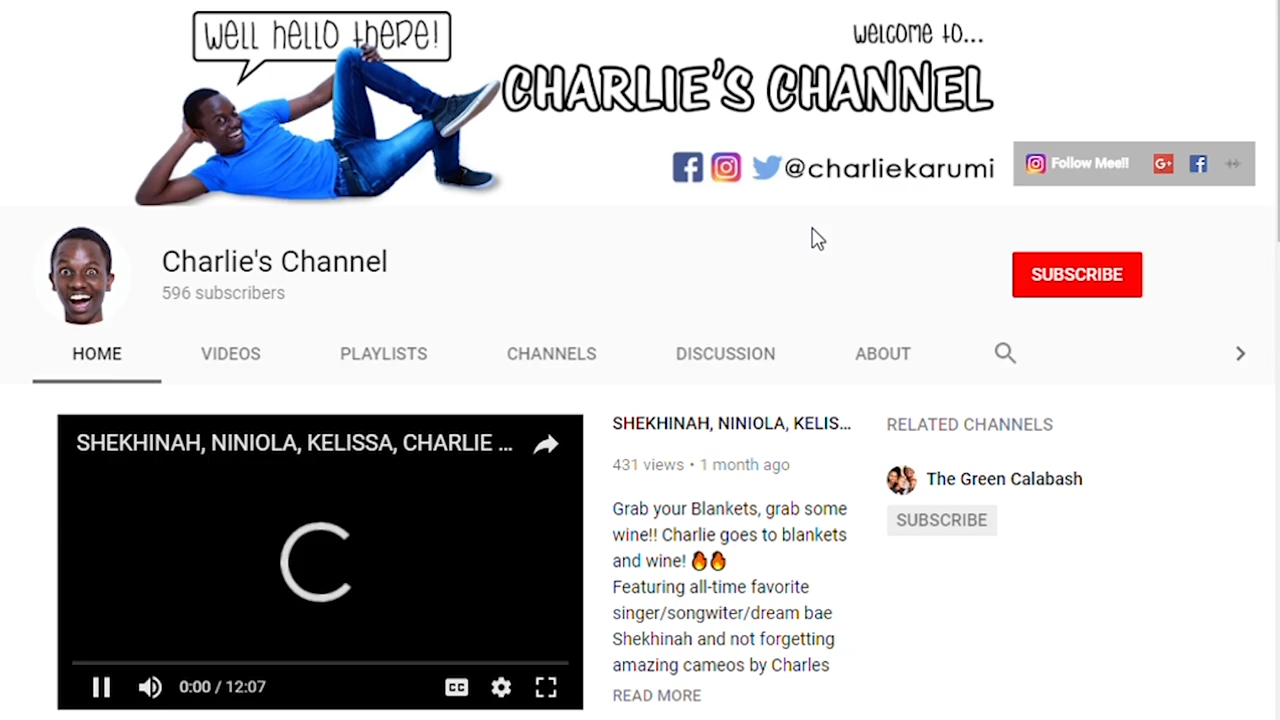 WELL HELLO THERE!
WELCOME TO...
CHARLIE'S CHANNEL
@charliekarumi
Follow Mee!!
G+
Charlie's Channel
596 subscribers
SUBSCRIBE
HOME
VIDEOS
PLAYLISTS
CHANNELS
DISCUSSION
ABOUT
SHEKHINAH, NINIOLA, KELISSA, CHARLIE ...
0:00 / 12:07
CC
SHEKHINAH, NINIOLA, KELIS...
431 views • 1 month ago
Grab your Blankets, grab some
wine!! Charlie goes to blankets
and wine! 🔥🔥
Featuring all-time favorite
singer/songwiter/dream bae
Shekhinah and not forgetting
amazing cameos by Charles
READ MORE
RELATED CHANNELS
The Green Calabash
SUBSCRIBE